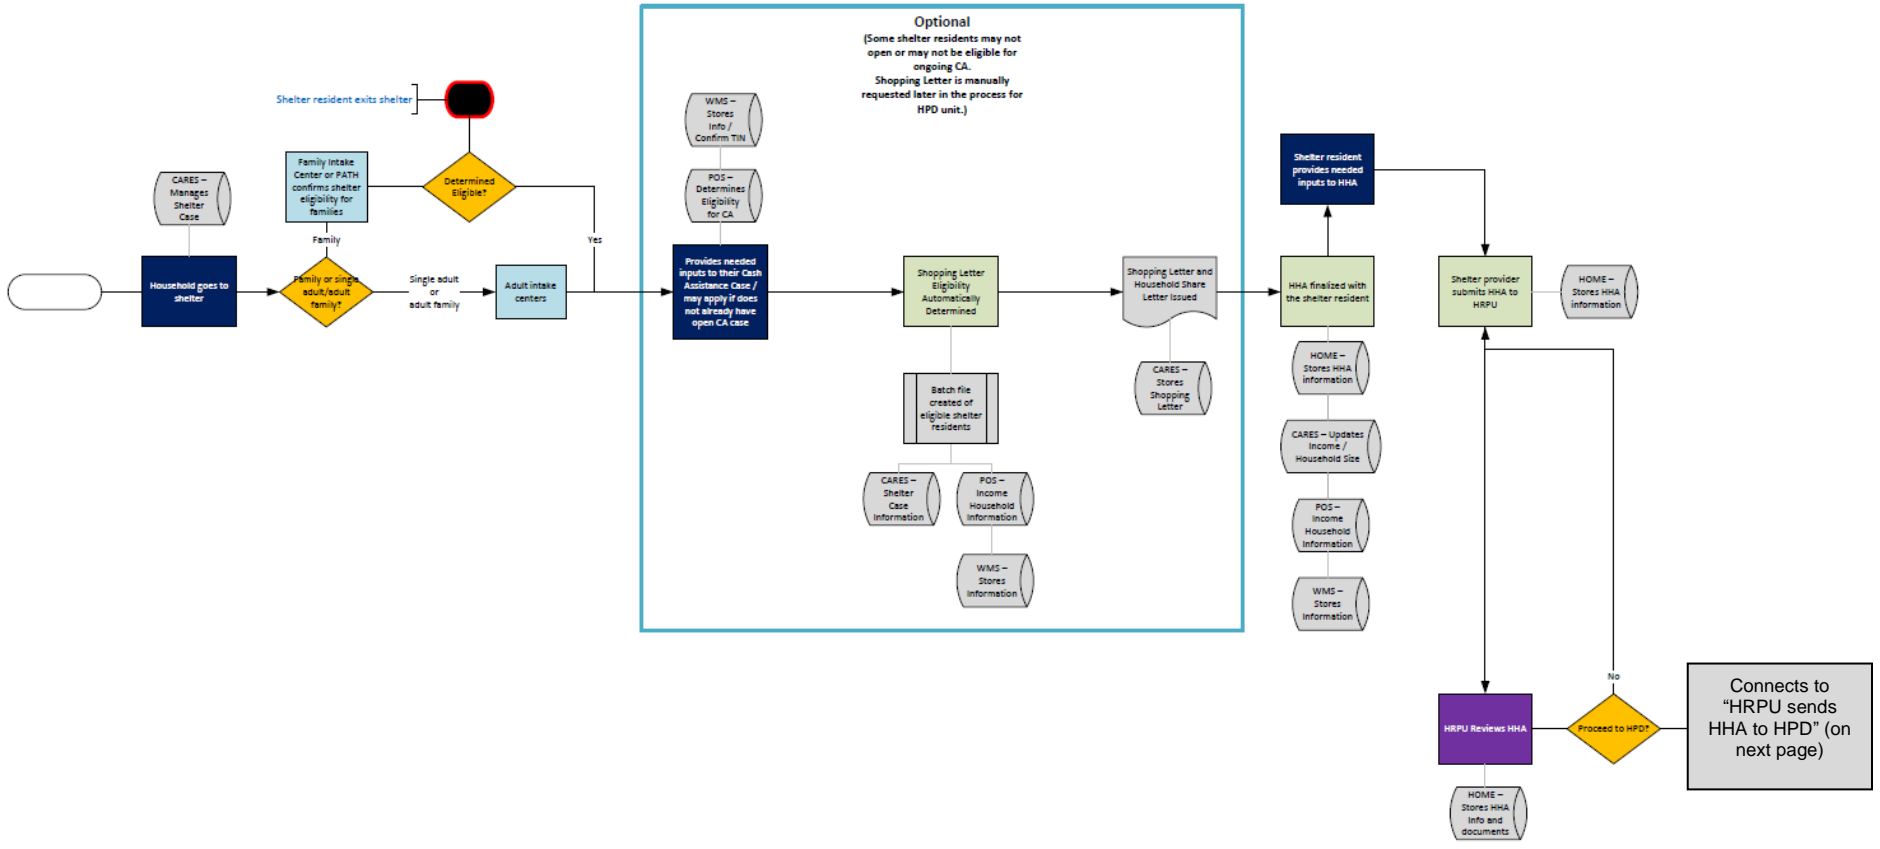 Optional
(Some shelter residents may not
open or may not be eligible for
ongoing CA.
Shopping Letter is manually
requested later in the process for
HPD unit.)
Shelter resident exits shelter
Family Intake
Center or PATH
confirms shelter
eligibility for
families
Determined
Eligible?
CARES –
Manages
Shelter
Case
Family
Yes
Household goes to
shelter
Family or single
adult/adult
family?
Single adult
or
adult family
Adult intake
centers
WMS –
Stores
Info /
Confirm TIN
POS –
Determines
Eligibility
for CA
Provides needed
inputs to their Cash
Assistance Case /
may apply if does
not already have
open CA case
Shopping Letter
Eligibility
Automatically
Determined
Batch file
created of
eligible shelter
residents
CARES –
Shelter
Case
Information
POS –
Income
Household
Information
WMS –
Stores
Information
Shopping Letter and
Household Share
Letter Issued
CARES –
Stores
Shopping
Letter
Shelter resident
provides needed
inputs to HHA
HHA finalized with
the shelter resident
HOME –
Stores HHA
information
CARES – Updates
Income /
Household Size
POS –
Income
Household
Information
WMS –
Stores
Information
Shelter provider
submits HHA to
HRPU
HOME –
Stores HHA
information
No
HRPU Reviews HHA
Proceed to HPD?
Connects to
“HRPU sends
HHA to HPD” (on
next page)
HOME –
Stores HHA
Info and
documents